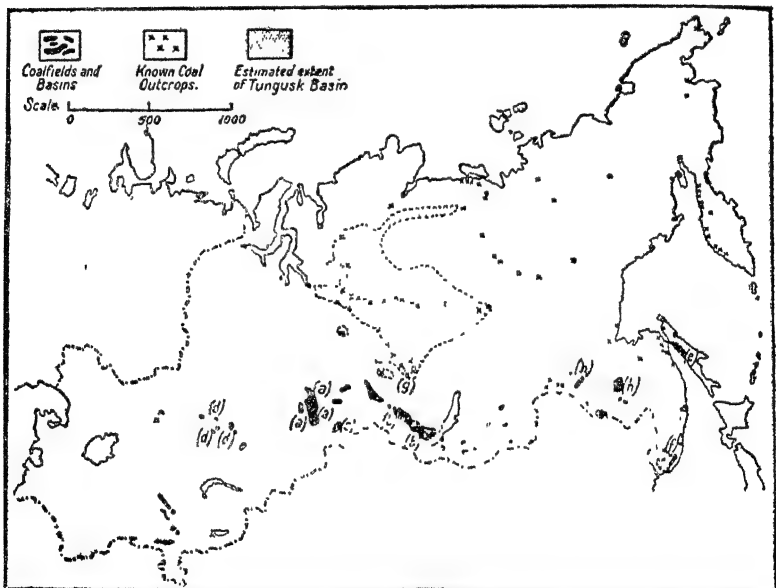 Coalfields and
Basins
Known Coal
Outcrops.
Estimated extent
of Tungusk Basin
Scale
0 500 1000
(a)
(a) (a)
(b)
(b)
(c)
(d)
(d) (d)
(e)
(f)
(g)
(h)
(h)